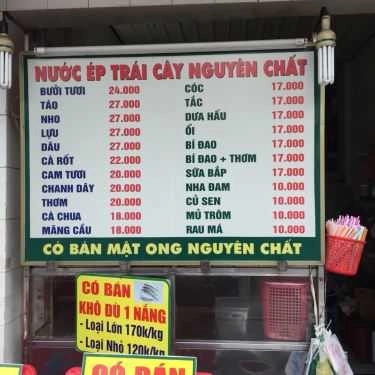 NƯỚC ÉP TRÁI CÂY NGUYÊN CHẤT
BƯỞI TƯƠI 24.000
TÁO 27.000
NHO 27.000
LỰU 27.000
DÂU 27.000
CÀ RỐT 22.000
CAM TƯƠI 20.000
CHANH DÂY 20.000
THƠM 20.000
CÀ CHUA 18.000
MÃNG CẦU 18.000
CÓC 17.000
TẮC 17.000
DƯA HẤU 17.000
ỔI 17.000
BÍ ĐAO 17.000
BÍ ĐAO + THƠM 17.000
SỮA BẮP 17.000
NHA ĐAM 10.000
CỦ SEN 10.000
MỦ TRÔM 10.000
RAU MÁ 10.000
CÓ BÁN MẬT ONG NGUYÊN CHẤT
CÓ BÁN
KHÔ DÙ 1 NẮNG
- Loại Lớn 170k/kg
- Loại Nhỏ 120k/kg
CÓ BÁN